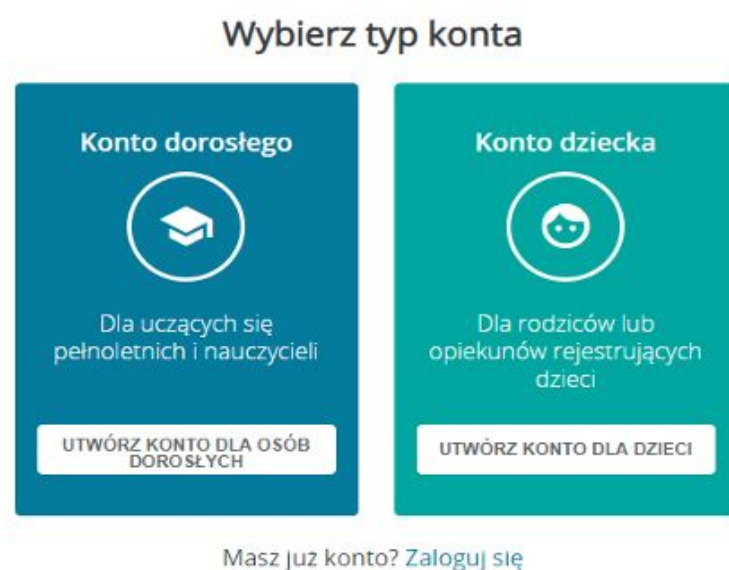 Wybierz typ konta
Konto dorosłego
Dla uczących się
pełnoletnich i nauczycieli
UTWÓRZ KONTO DLA OSÓB
DOROSŁYCH
Konto dziecka
Dla rodziców lub
opiekunów rejestrujących
dzieci
UTWÓRZ KONTO DLA DZIECI
Masz już konto? Zaloguj się